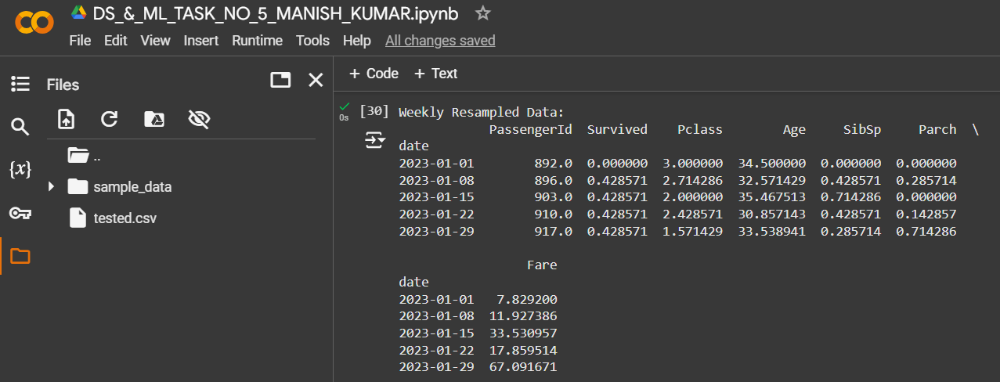 DS_&_ML_TASK_NO_5_MANISH_KUMAR.ipynb
File Edit View Insert Runtime Tools Help All changes saved
Files
..
sample_data
tested.csv
{x}
+ Code + Text
0s
[30] Weekly Resampled Data:
PassengerId Survived Pclass Age SibSp Parch \
date
2023-01-01 892.0 0.000000 3.000000 34.500000 0.000000 0.000000
2023-01-08 896.0 0.428571 2.714286 32.571429 0.428571 0.285714
2023-01-15 903.0 0.428571 2.000000 35.467513 0.714286 0.000000
2023-01-22 910.0 0.428571 2.428571 30.857143 0.428571 0.142857
2023-01-29 917.0 0.428571 1.571429 33.538941 0.285714 0.714286
Fare
date
2023-01-01 7.829200
2023-01-08 11.927386
2023-01-15 33.530957
2023-01-22 17.859514
2023-01-29 67.091671